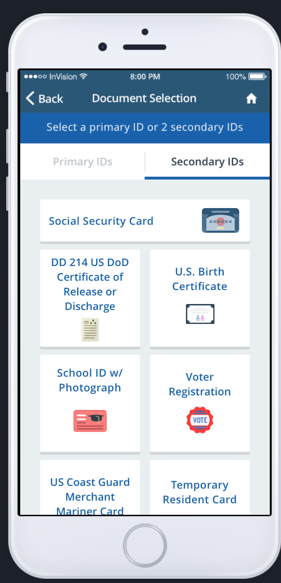 InVision 8:00 PM 100%
Back Document Selection
Select a primary ID or 2 secondary IDs
Primary IDs Secondary IDs
Social Security Card
DD 214 US DoD
Certificate of
Release or
Discharge
U.S. Birth
Certificate
School ID w/
Photograph
Voter
Registration
VOTE
US Coast Guard
Merchant
Mariner Card
Temporary
Resident Card